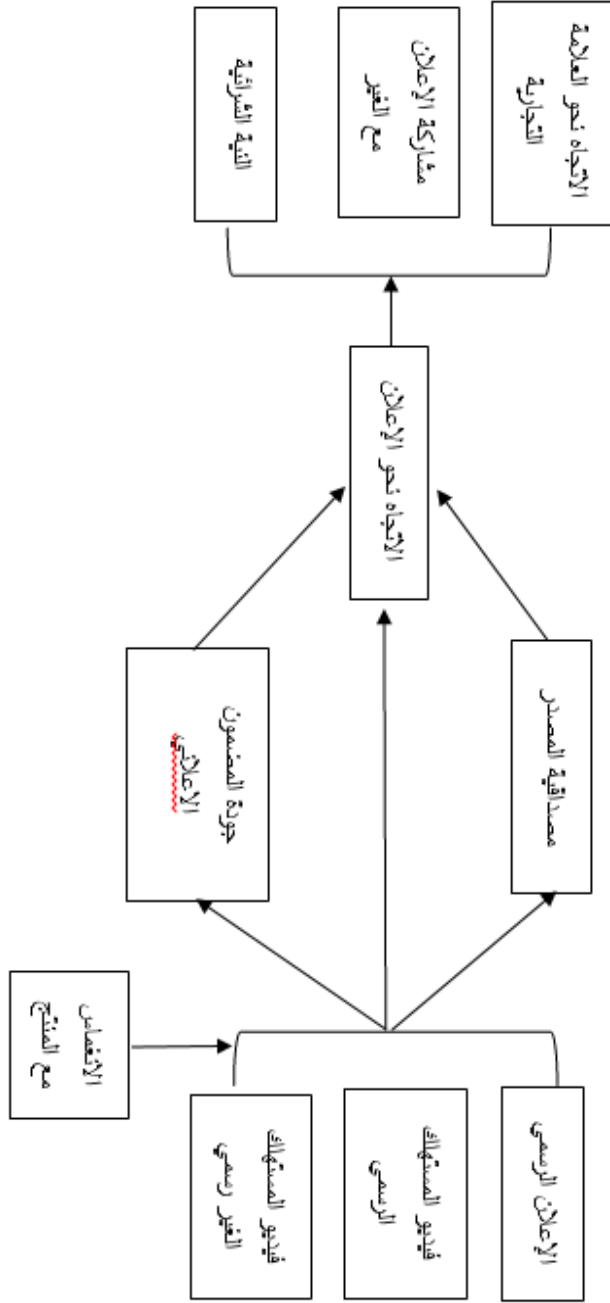 الإعلان الرسمي
فيديو المستهلك
الرسمي
فيديو المستهلك
الغير رسمي
الانغماس
مع المنتج
مصداقية المصدر
جودة المضمون
الاعلاني
الاتجاه نحو الإعلان
الاتجاه نحو العلامة
التجارية
مشاركة الإعلان
مع الغير
النية الشرائية